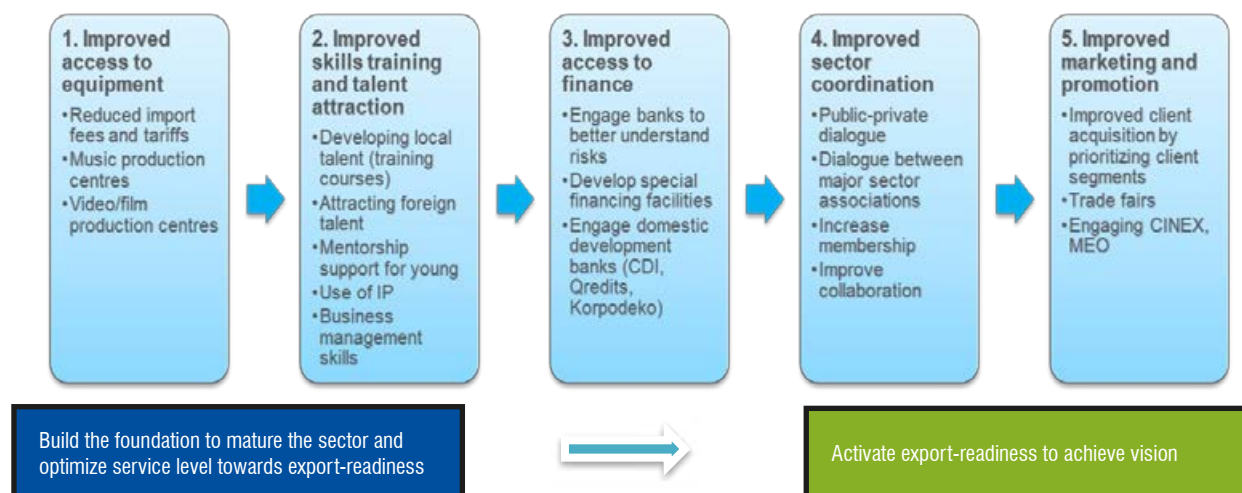 1. Improved
access to
equipment
•Reduced import
fees and tariffs
•Music production
centres
•Video/film
production centres
2. Improved
skills training
and talent
attraction
•Developing local
talent (training
courses)
•Attracting foreign
talent
•Mentorship
support for young
•Use of IP
•Business
management
skills
3. Improved
access to
finance
•Engage banks to
better understand
risks
•Develop special
financing facilities
•Engage domestic
development
banks (CDI,
Qredits,
Korpodeko)
4. Improved
sector
coordination
•Public-private
dialogue
•Dialogue between
major sector
associations
•Increase
membership
•Improve
collaboration
5. Improved
marketing and
promotion
•Improved client
acquisition by
prioritizing client
segments
•Trade fairs
•Engaging CINEX,
MEO
Build the foundation to mature the sector and
optimize service level towards export-readiness
Activate export-readiness to achieve vision